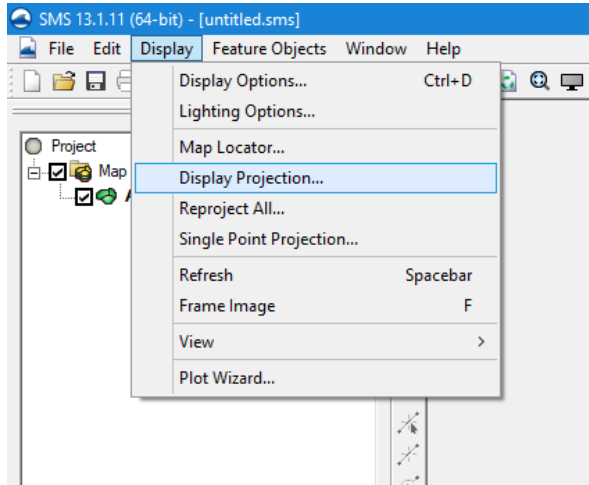 SMS 13.1.11 (64-bit) - [untitled.sms]
File Edit Display Feature Objects Window Help
Display Options... Ctrl+D
Lighting Options...
Project
Map Locator...
Map
Display Projection...
Reproject All...
Single Point Projection...
Refresh Spacebar
Frame Image F
View
Plot Wizard...